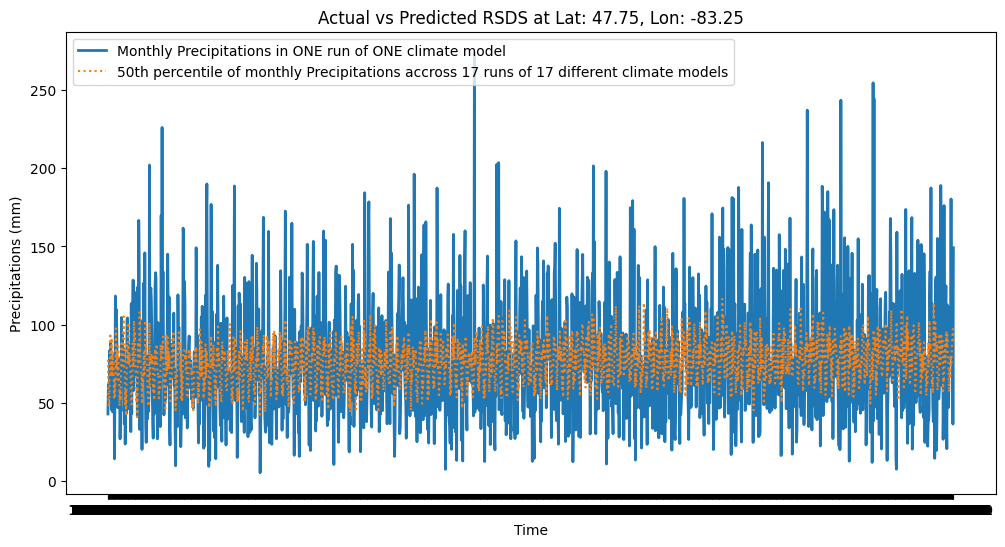 Actual vs Predicted RSDS at Lat: 47.75, Lon: -83.25
Monthly Precipitations in ONE run of ONE climate model
50th percentile of monthly Precipitations accross 17 runs of 17 different climate models
Precipitations (mm)
250
200
150
100
50
0
Time